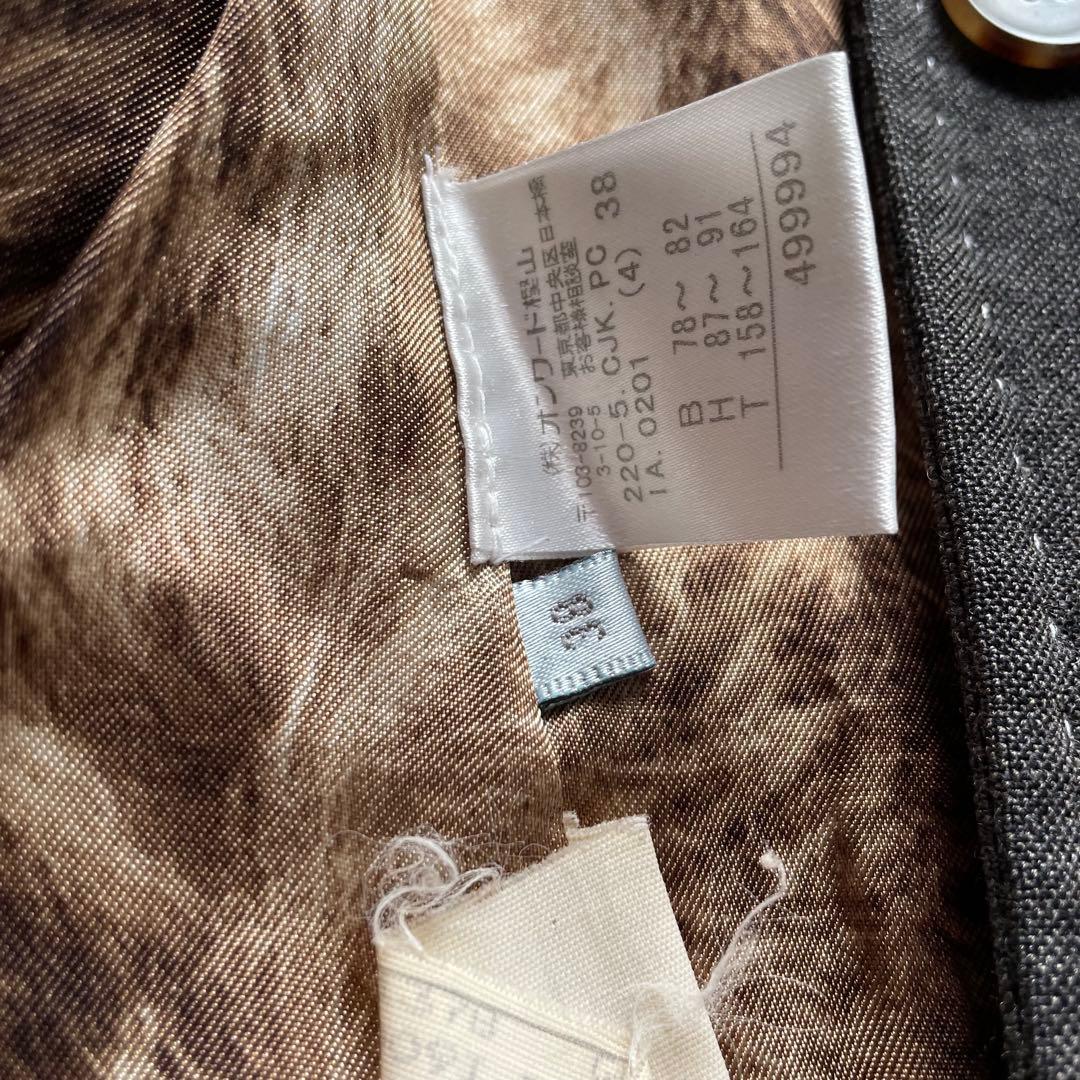 (株)オンワード樫山
〒103-8239 東京都中央区日本橋
3-10-5 お客様相談室
220-5. CJK. PC 38
IA. 0201 (4)
B 78～ 82
H 87～ 91
T 158～164
499994
38